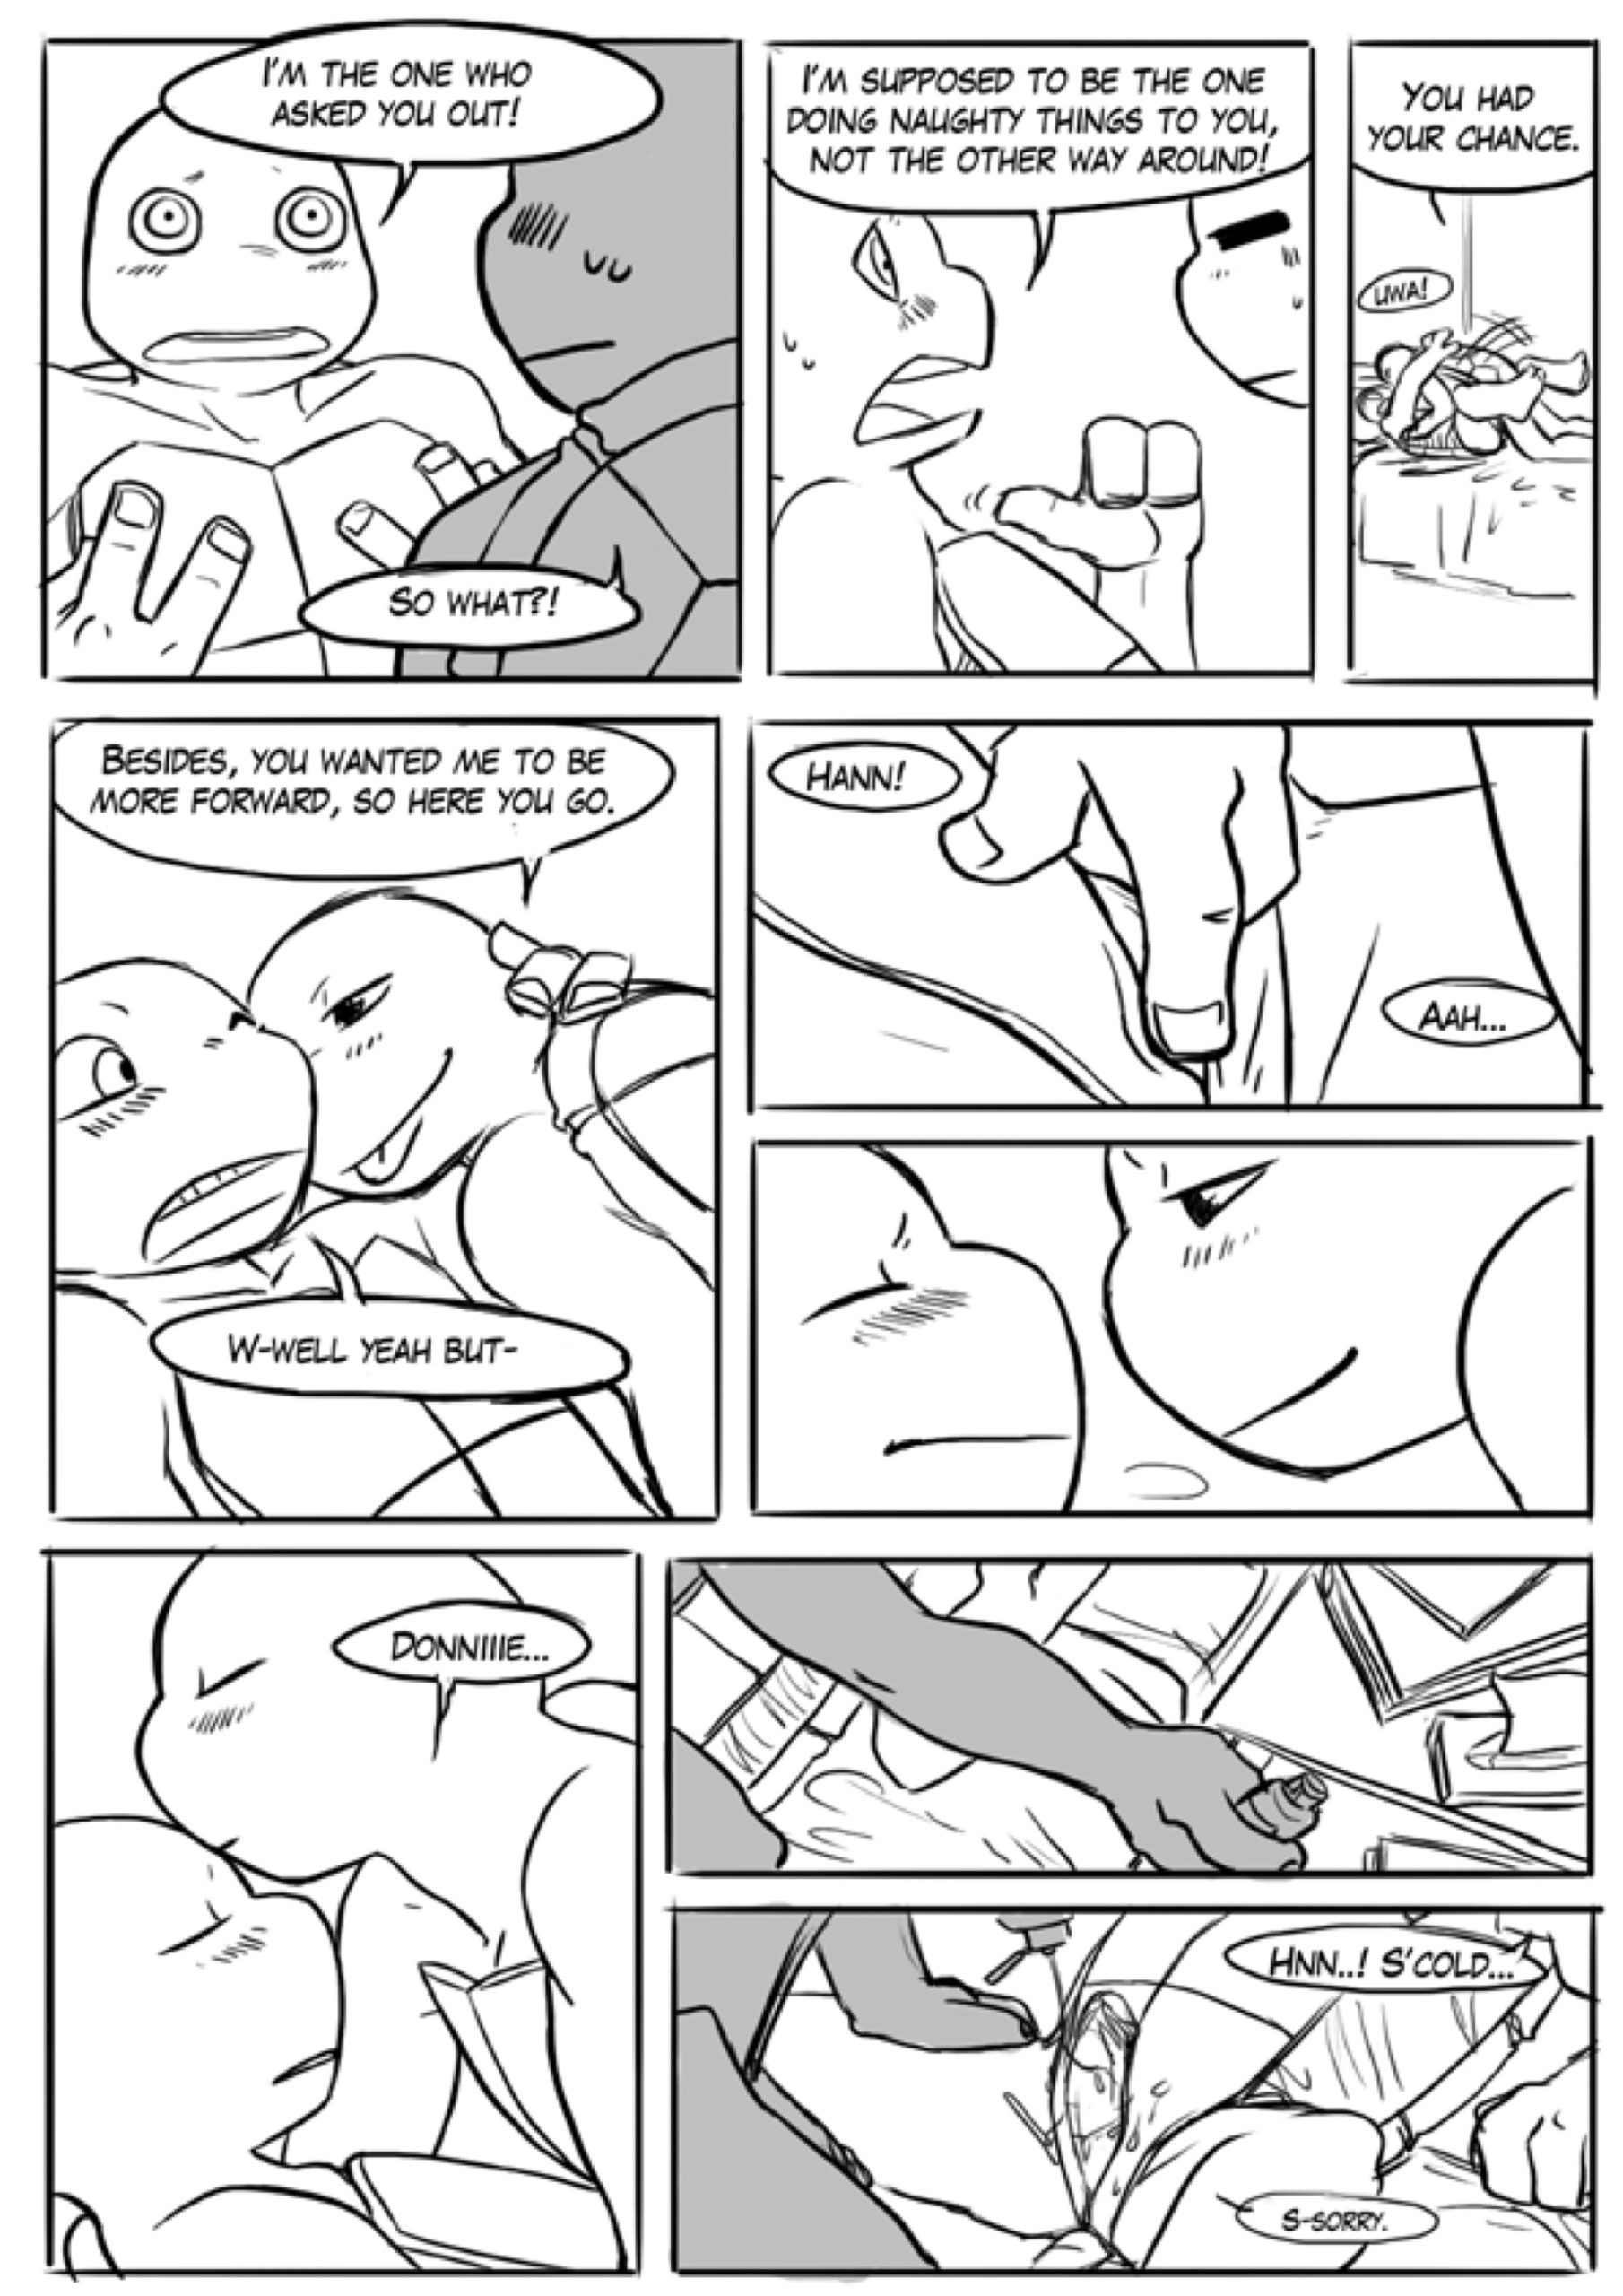 I'M THE ONE WHO
ASKED YOU OUT!
SO WHAT?!
I'M SUPPOSED TO BE THE ONE
DOING NAUGHTY THINGS TO YOU,
NOT THE OTHER WAY AROUND!
YOU HAD
YOUR CHANCE.
UWA!
BESIDES, YOU WANTED ME TO BE
MORE FORWARD, SO HERE YOU GO.
W-WELL YEAH BUT-
HANN!
AAH...
DONNIIIE...
HNN..! S'COLD...
S-SORRY.